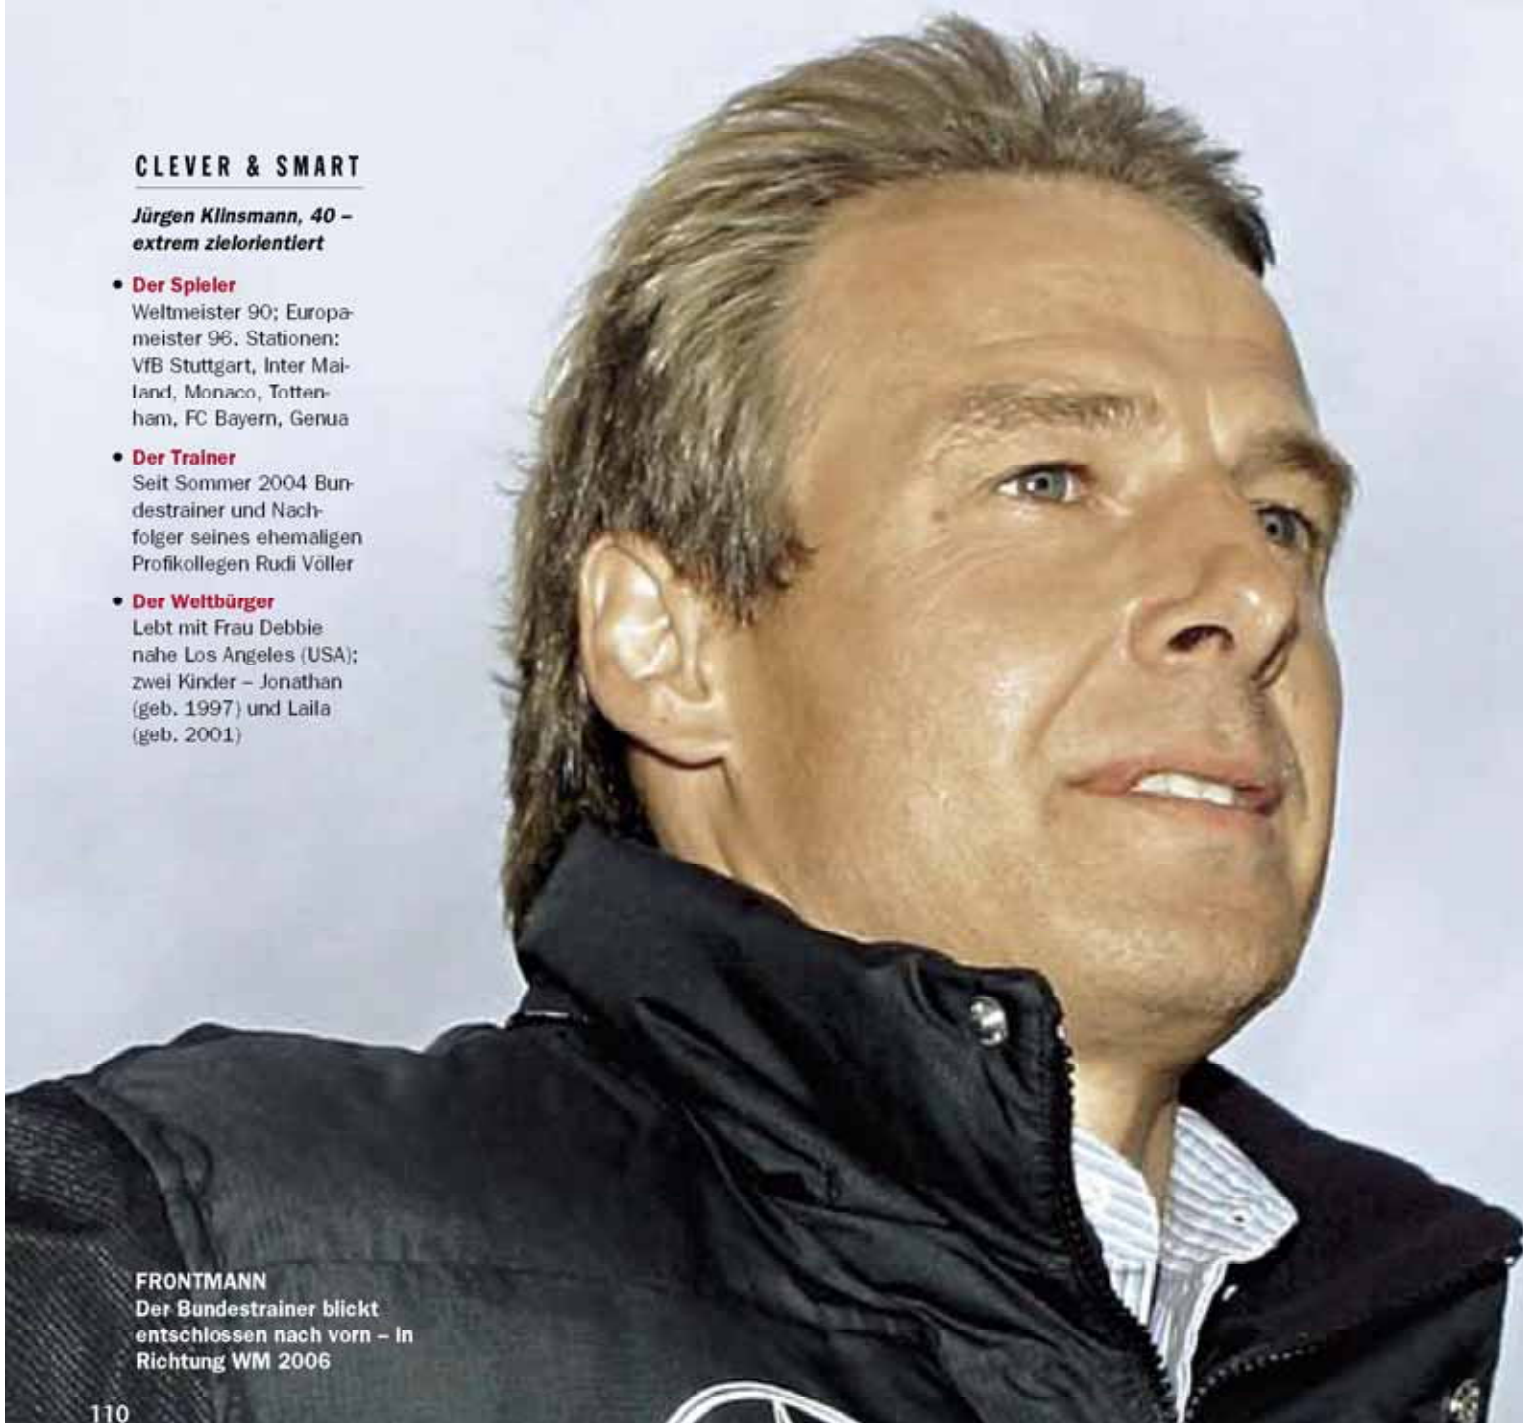 CLEVER & SMART
Jürgen Klinsmann, 40 –
extrem zielorientiert
• Der Spieler
Weltmeister 90; Europa-
meister 96. Stationen:
VfB Stuttgart, Inter Mai-
land, Monaco, Totten-
ham, FC Bayern, Genua
• Der Trainer
Seit Sommer 2004 Bun-
destrainer und Nach-
folger seines ehemaligen
Profikollegen Rudi Völler
• Der Weltbürger
Lebt mit Frau Debbie
nahe Los Angeles (USA);
zwei Kinder – Jonathan
(geb. 1997) und Laila
(geb. 2001)
FRONTMANN
Der Bundestrainer blickt
entschlossen nach vorn – in
Richtung WM 2006
110